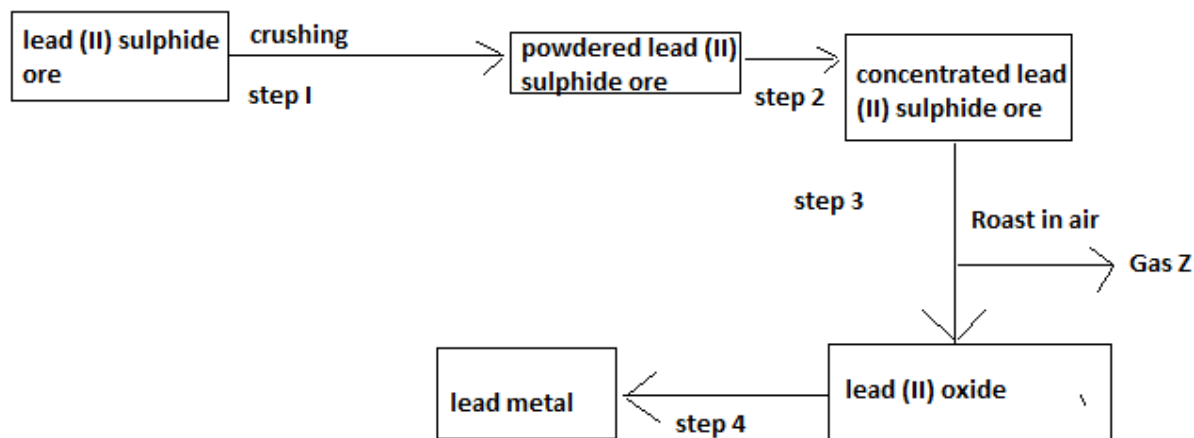 lead (II) sulphide
ore
crushing
step I
powdered lead (II)
sulphide ore
step 2
concentrated lead
(II) sulphide ore
step 3
Roast in air
Gas Z
lead (II) oxide
step 4
lead metal